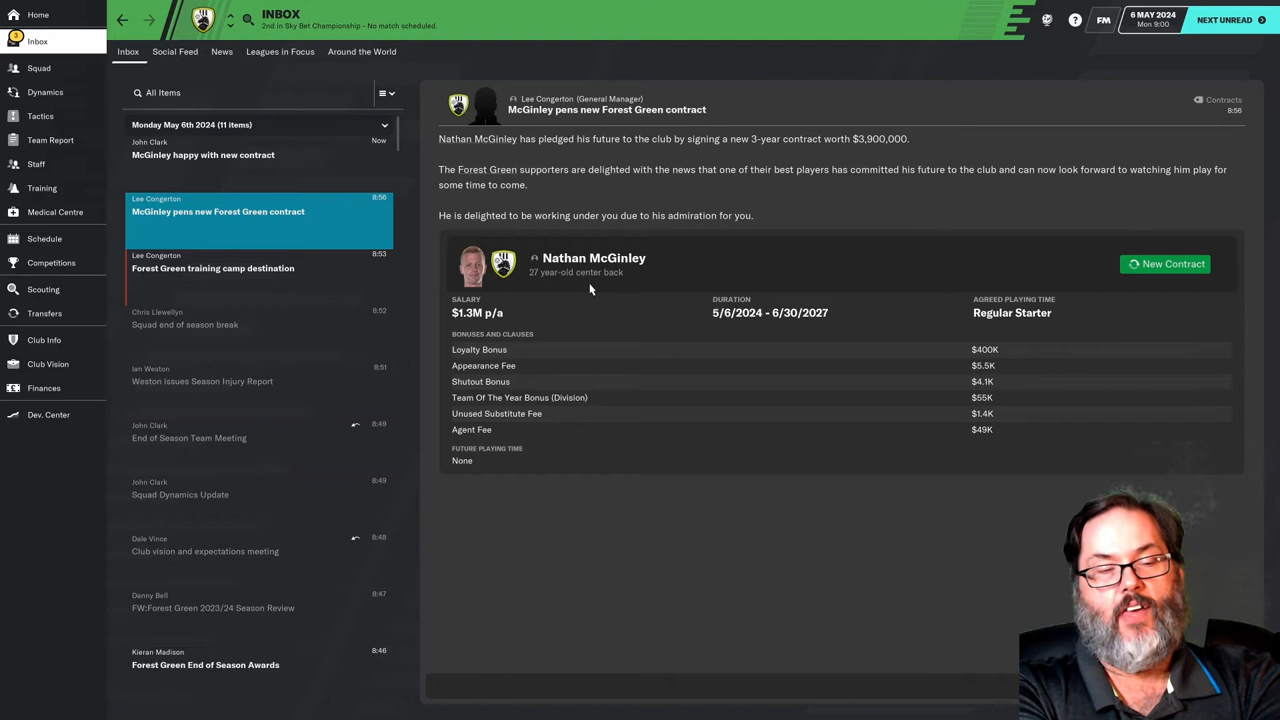 Home
3
Inbox
Squad
Dynamics
Tactics
Team Report
Staff
Training
Medical Centre
Schedule
Competitions
Scouting
Transfers
Club Info
Club Vision
Finances
Dev. Center
INBOX
2nd in Sky Bet Championship - No match scheduled.
?
FM
6 MAY 2024
Mon 9:00
NEXT UNREAD
Inbox Social Feed News Leagues in Focus Around the World
All Items
Monday May 6th 2024 (11 items)
John Clark Now
McGinley happy with new contract
Lee Congerton 8:56
McGinley pens new Forest Green contract
Lee Congerton 8:53
Forest Green training camp destination
Chris Llewellyn 8:52
Squad end of season break
Ian Weston 8:51
Weston issues Season Injury Report
John Clark 8:49
End of Season Team Meeting
John Clark 8:49
Squad Dynamics Update
Dale Vince 8:48
Club vision and expectations meeting
Danny Bell 8:47
FW:Forest Green 2023/24 Season Review
Kieran Madison 8:46
Forest Green End of Season Awards
Lee Congerton (General Manager) Contracts
McGinley pens new Forest Green contract 8:56
Nathan McGinley has pledged his future to the club by signing a new 3-year contract worth $3,900,000.
The Forest Green supporters are delighted with the news that one of their best players has committed his future to the club and can now look forward to watching him play for
some time to come.
He is delighted to be working under you due to his admiration for you.
Nathan McGinley
27 year-old center back
New Contract
SALARY DURATION AGREED PLAYING TIME
$1.3M p/a 5/6/2024 - 6/30/2027 Regular Starter
BONUSES AND CLAUSES
Loyalty Bonus $400K
Appearance Fee $5.5K
Shutout Bonus $4.1K
Team Of The Year Bonus (Division) $55K
Unused Substitute Fee $1.4K
Agent Fee $49K
FUTURE PLAYING TIME
None